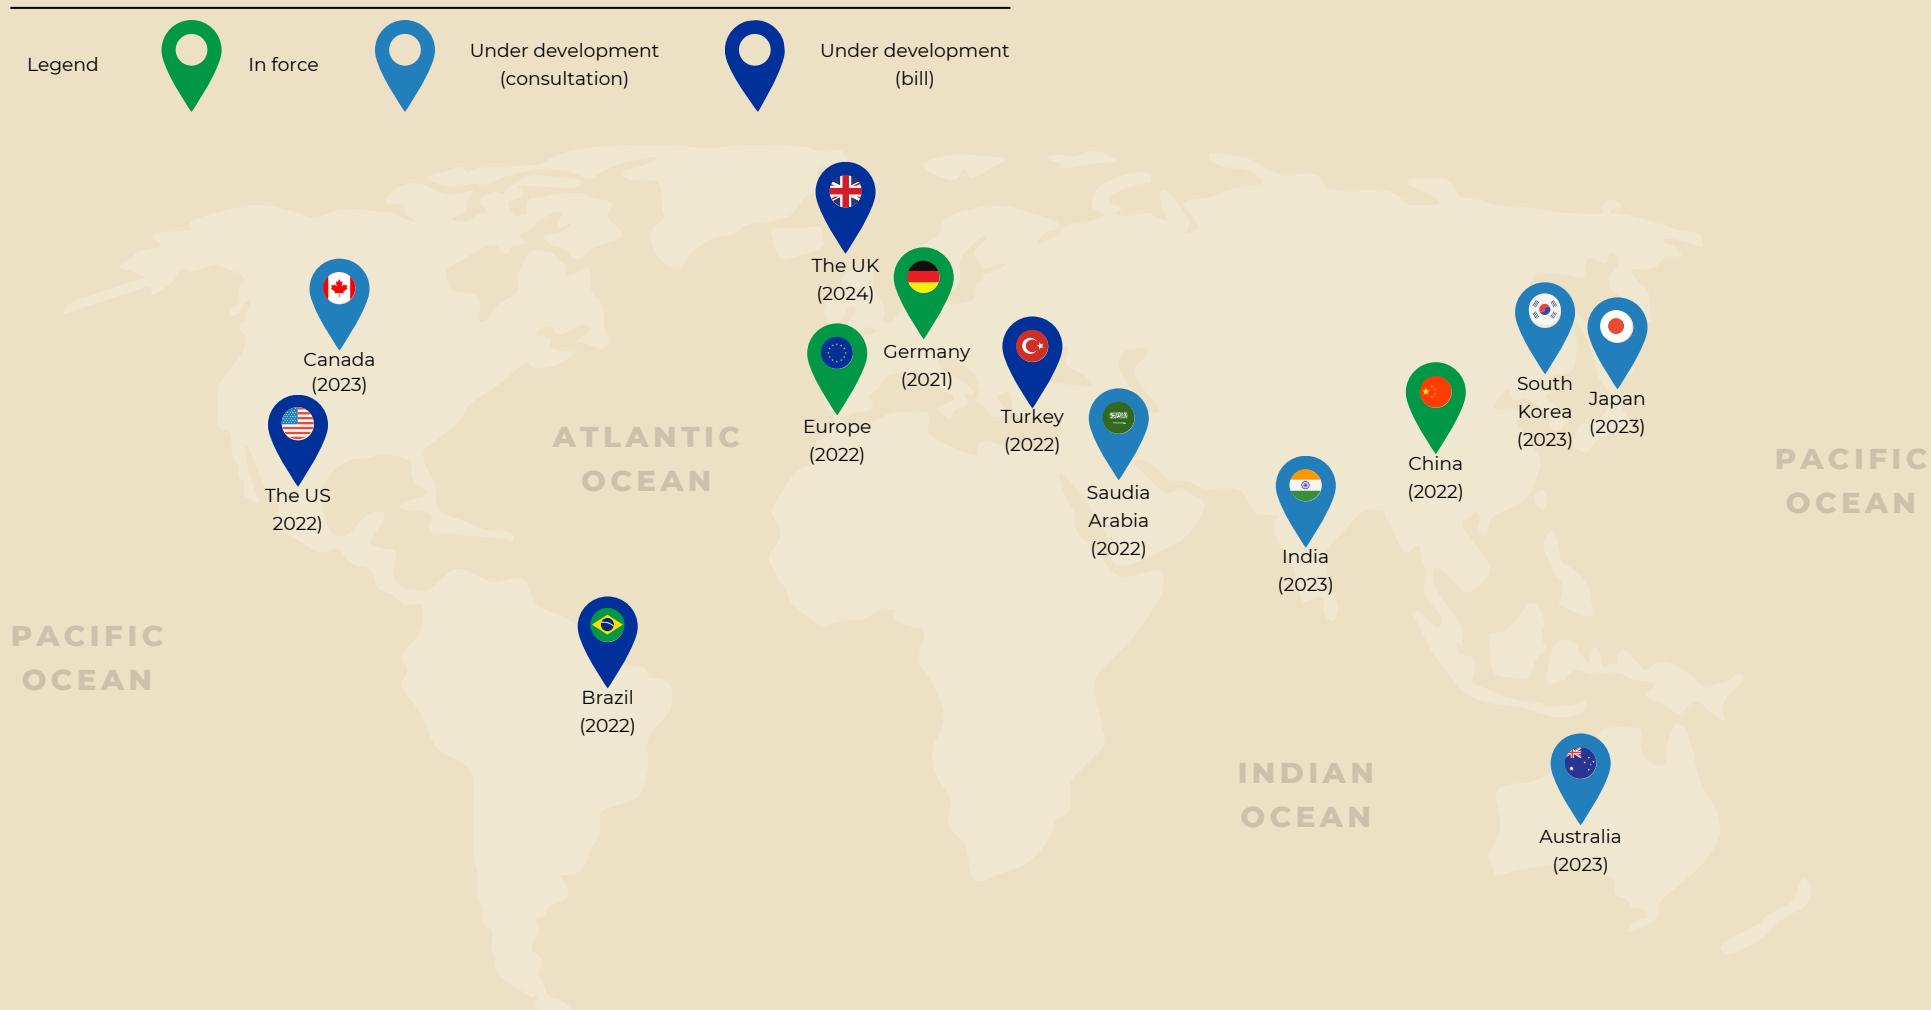 Legend
In force
Under development
(consultation)
Under development
(bill)
The UK
(2024)
Germany
(2021)
Canada
(2023)
Europe
(2022)
Turkey
(2022)
South
Korea
(2023)
Japan
(2023)
The US
2022)
ATLANTIC
OCEAN
Saudia
Arabia
(2022)
China
(2022)
PACIFIC
OCEAN
India
(2023)
PACIFIC
OCEAN
Brazil
(2022)
INDIAN
OCEAN
Australia
(2023)